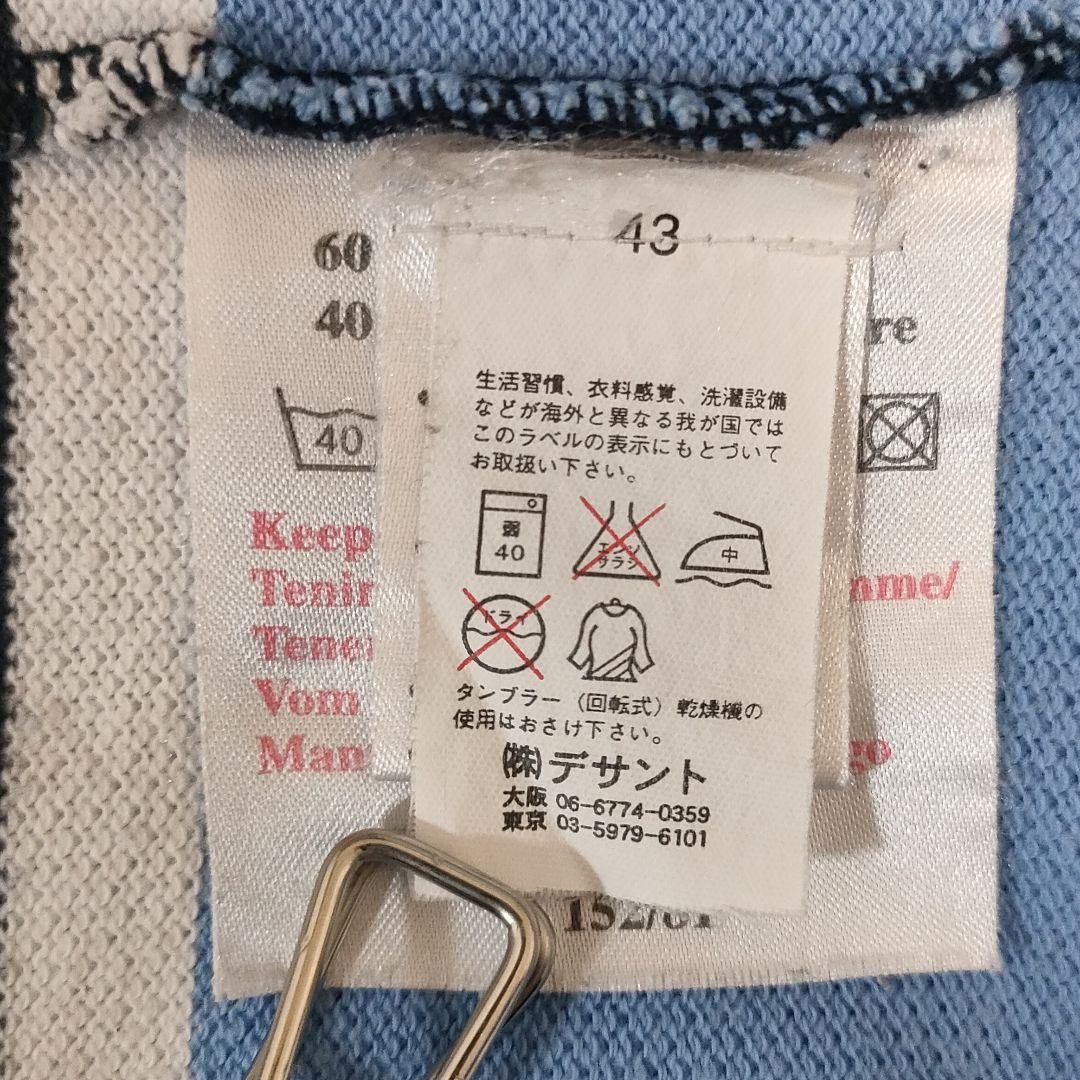 43
60
40
re
40
生活習慣、衣料感覚、洗濯設備
などが海外と異なる我が国では
このラベルの表示にもとづいて
お取扱い下さい。
弱
40
エンソ
サラシ
中
ドライ
タンブラー（回転式）乾燥機の
使用はおさけ下さい。
㈱デサント
大阪 06-6774-0359
東京 03-5979-6101
Keep
Tenir
mme/
Vom
go